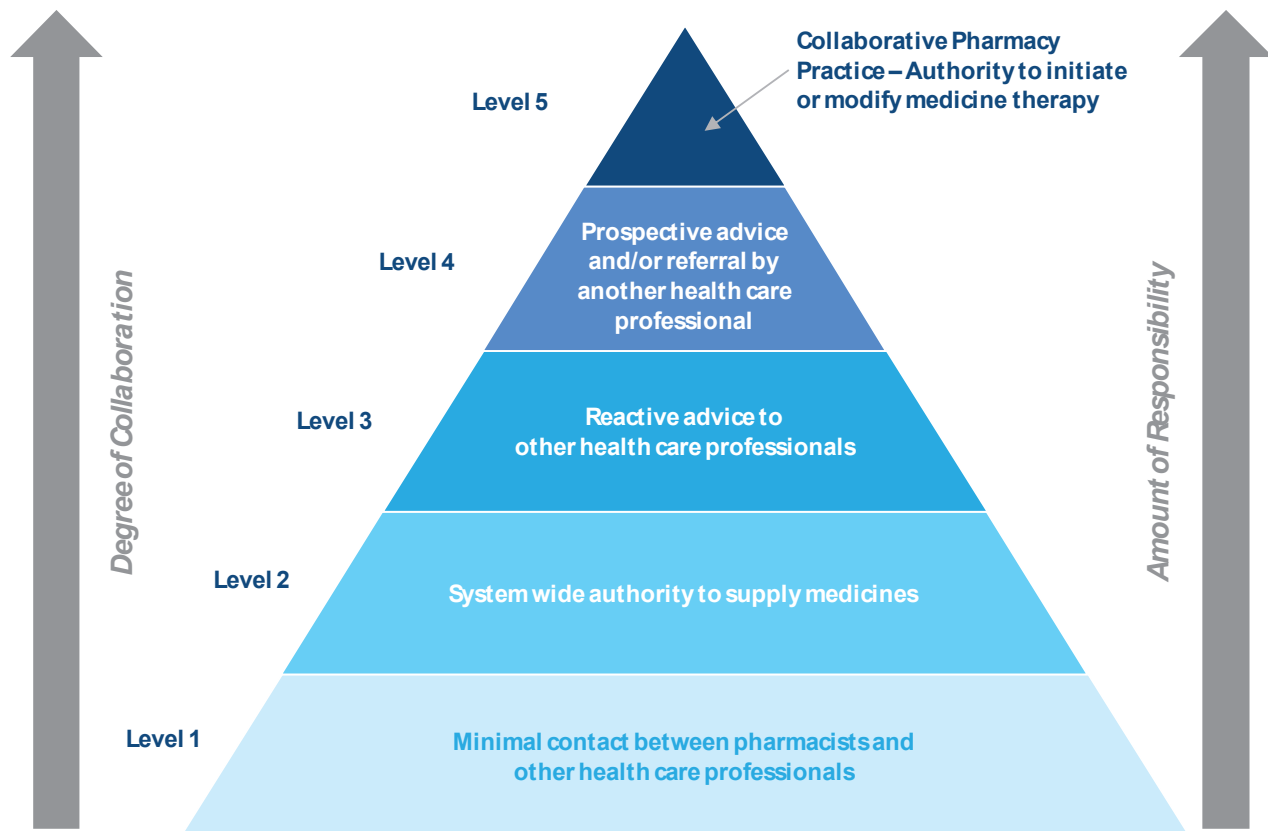 Collaborative Pharmacy
Practice – Authority to initiate
or modify medicine therapy
Level 5
Prospective advice
and/or referral by
another health care
professional
Level 4
Reactive advice to
other health care professionals
Level 3
System wide authority to supply medicines
Level 2
Minimal contact between pharmacists and
other health care professionals
Level 1
Degree of Collaboration
Amount of Responsibility